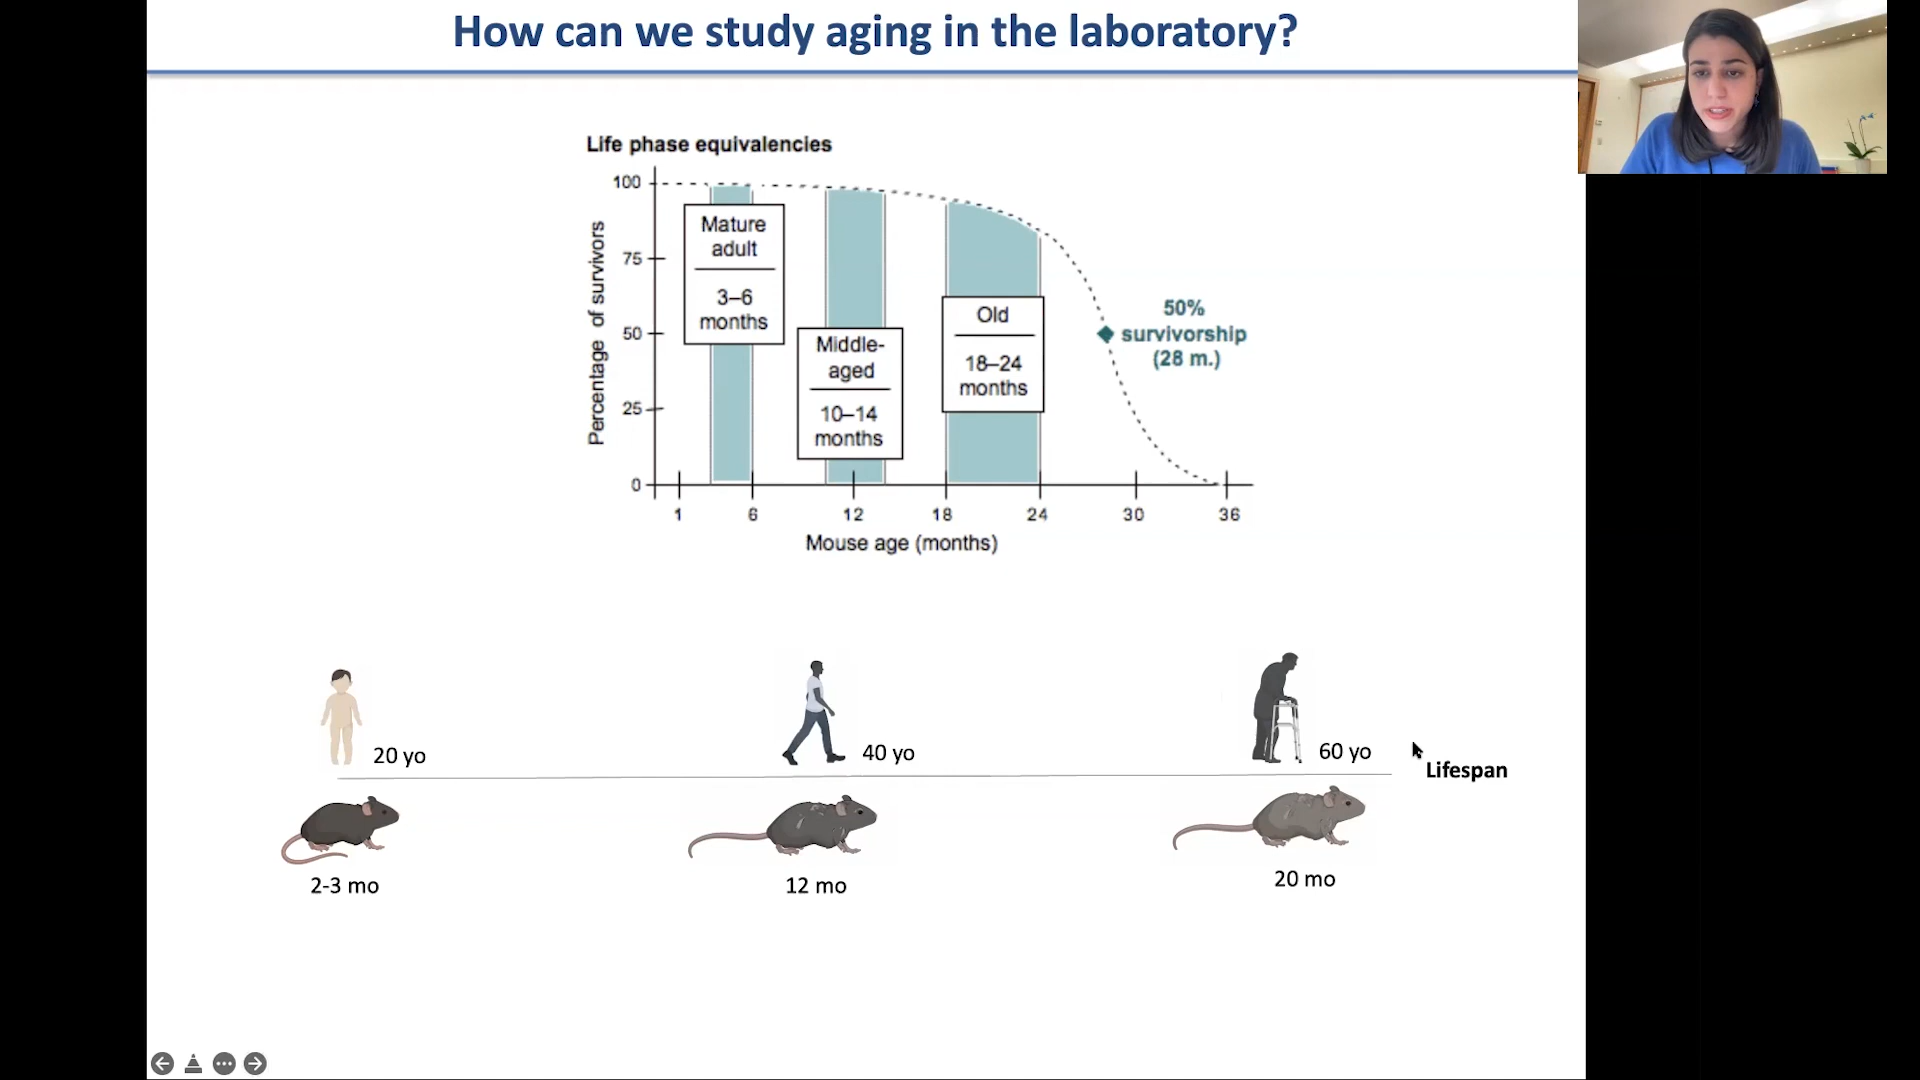 How can we study aging in the laboratory?
Life phase equivalencies
100
75
50
25
0
Percentage of survivors
Mature
adult
3–6
months
Middle-
aged
10–14
months
Old
18–24
months
50%
survivorship
(28 m.)
1 6 12 18 24 30 36
Mouse age (months)
20 yo
40 yo
60 yo
Lifespan
2-3 mo
12 mo
20 mo